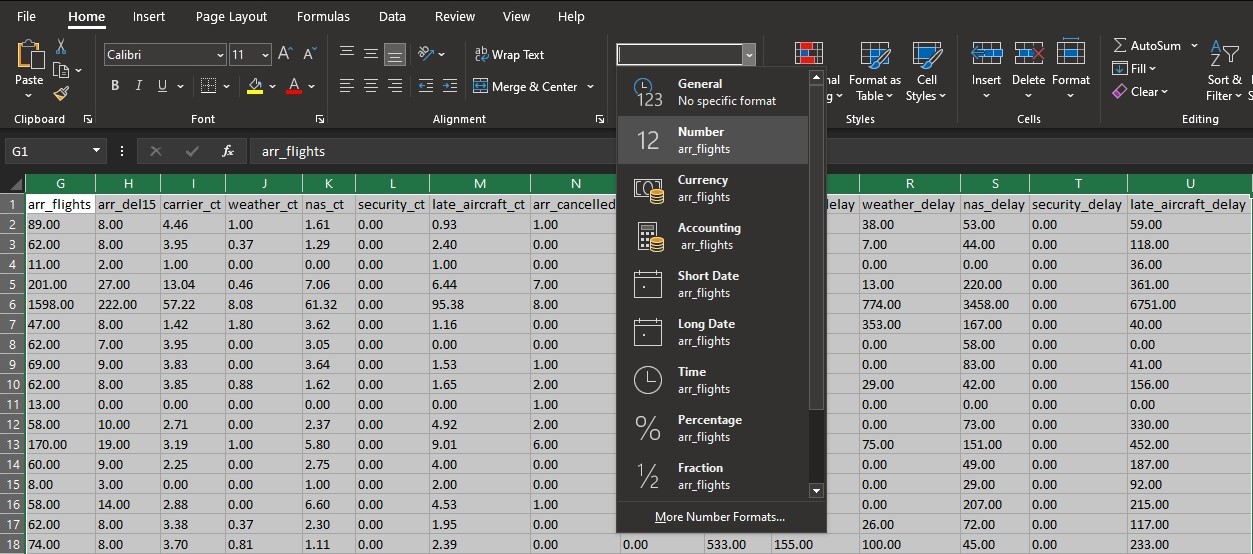 File Home Insert Page Layout Formulas Data Review View Help
Paste
Calibri 11
B I U
Wrap Text
Merge & Center
Format as Table
Cell Styles
Insert Delete Format
AutoSum
Fill
Clear
Sort & Filter
Clipboard Font Alignment Styles Cells Editing
General
No specific format
Number
arr_flights
Currency
arr_flights
Accounting
arr_flights
Short Date
arr_flights
Long Date
arr_flights
Time
arr_flights
Percentage
arr_flights
Fraction
arr_flights
More Number Formats...
G1 fx arr_flights
G H I J K L M N R S T U
1 arr_flights arr_del15 carrier_ct weather_ct nas_ct security_ct late_aircraft_ct arr_cancelled weather_delay nas_delay security_delay late_aircraft_delay
2 89.00 8.00 4.46 1.00 1.61 0.00 0.93 1.00 38.00 53.00 0.00 59.00
3 62.00 8.00 3.95 0.37 1.29 0.00 2.40 0.00 7.00 44.00 0.00 118.00
4 11.00 2.00 1.00 0.00 0.00 0.00 1.00 0.00 0.00 0.00 0.00 36.00
5 201.00 27.00 13.04 0.46 7.06 0.00 6.44 7.00 13.00 220.00 0.00 361.00
6 1598.00 222.00 57.22 8.08 61.32 0.00 95.38 8.00 774.00 3458.00 0.00 6751.00
7 47.00 8.00 1.42 1.80 3.62 0.00 1.16 0.00 353.00 167.00 0.00 40.00
8 62.00 7.00 3.95 0.00 3.05 0.00 0.00 0.00 0.00 58.00 0.00 0.00
9 69.00 9.00 3.83 0.00 3.64 0.00 1.53 1.00 0.00 83.00 0.00 41.00
10 62.00 8.00 3.85 0.88 1.62 0.00 1.65 2.00 29.00 42.00 0.00 156.00
11 13.00 0.00 0.00 0.00 0.00 0.00 0.00 1.00 0.00 0.00 0.00 0.00
12 58.00 10.00 2.71 0.00 2.37 0.00 4.92 2.00 0.00 73.00 0.00 330.00
13 170.00 19.00 3.19 1.00 5.80 0.00 9.01 6.00 75.00 151.00 0.00 452.00
14 60.00 9.00 2.25 0.00 2.75 0.00 4.00 0.00 0.00 49.00 0.00 187.00
15 8.00 3.00 0.00 0.00 1.00 0.00 2.00 0.00 0.00 29.00 0.00 92.00
16 58.00 14.00 2.88 0.00 6.60 0.00 4.53 1.00 0.00 207.00 0.00 215.00
17 62.00 8.00 3.38 0.37 2.30 0.00 1.95 0.00 26.00 72.00 0.00 117.00
18 74.00 8.00 3.70 0.81 1.11 0.00 2.39 0.00 0.00 533.00 155.00 100.00 45.00 0.00 233.00